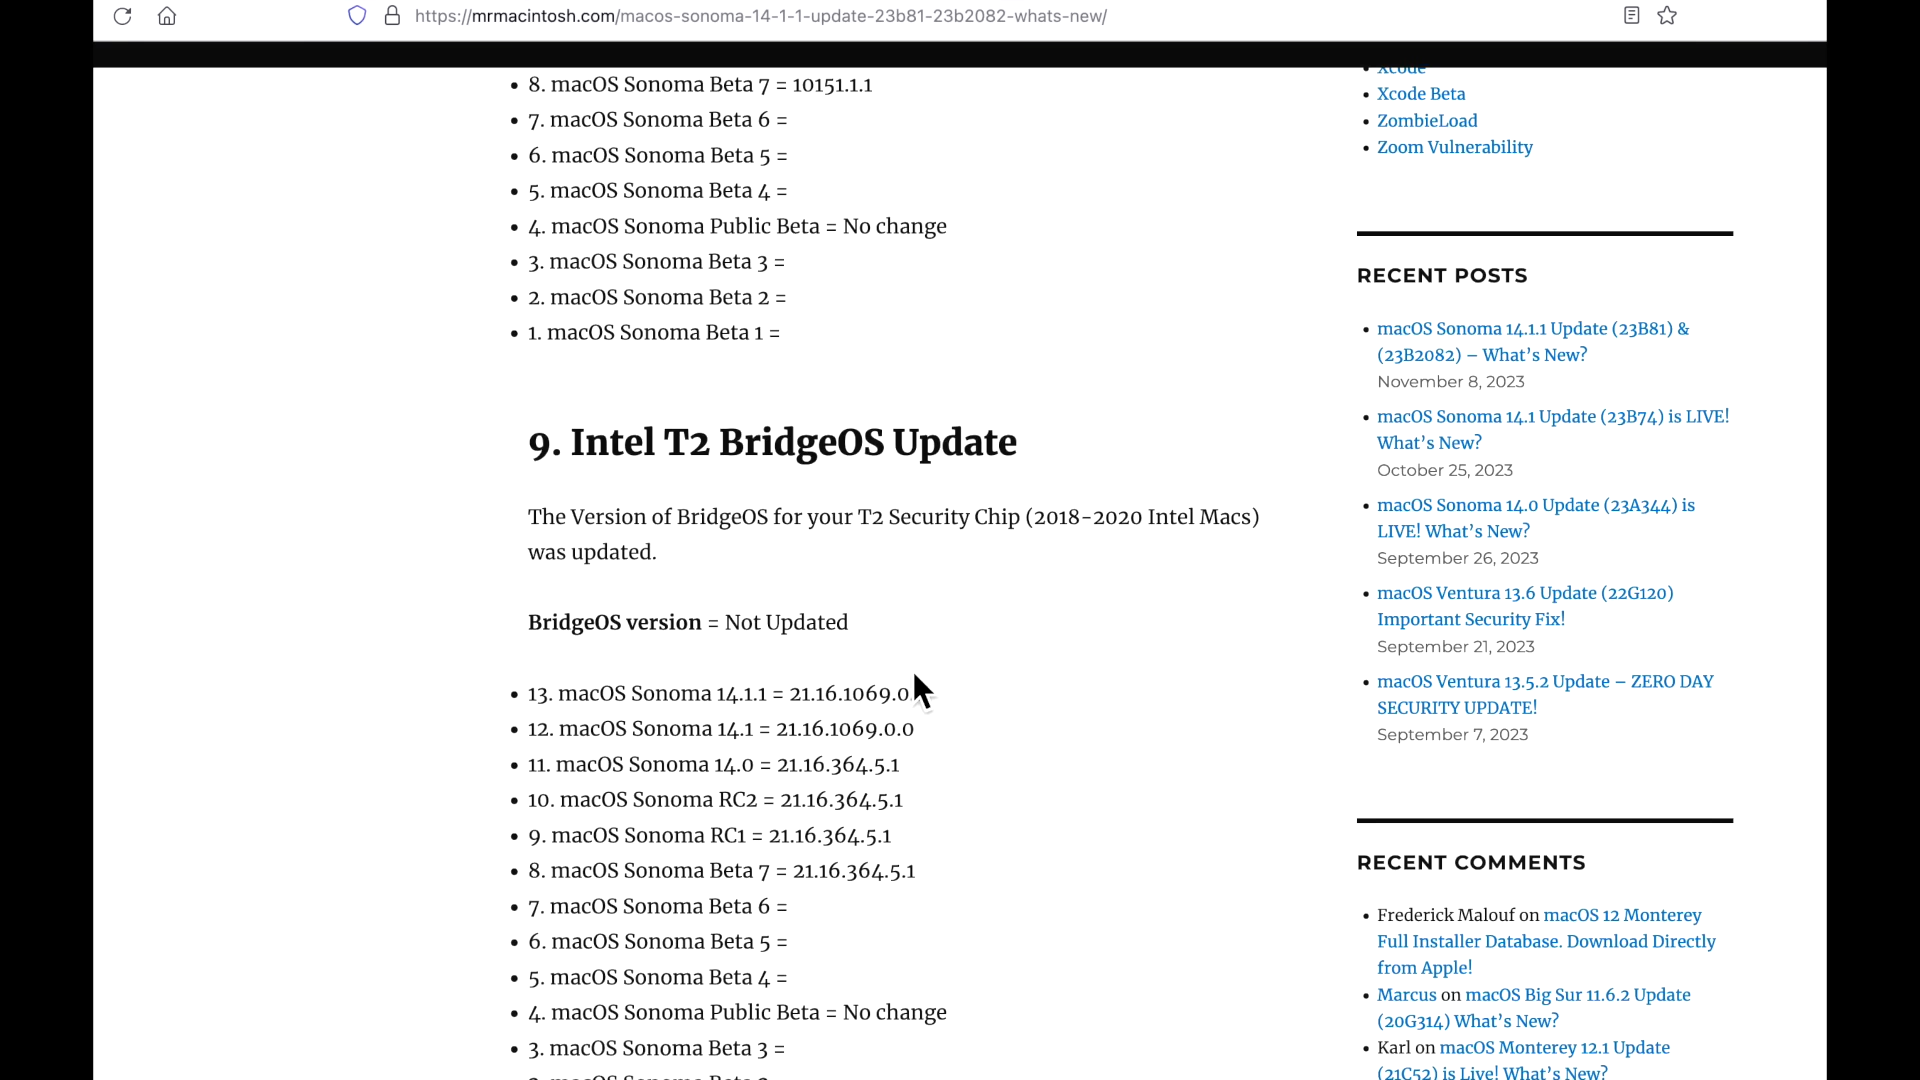 https://mrmacintosh.com/macos-sonoma-14-1-1-update-23b81-23b2082-whats-new/
• 8. macOS Sonoma Beta 7 = 10151.1.1
• 7. macOS Sonoma Beta 6 =
• 6. macOS Sonoma Beta 5 =
• 5. macOS Sonoma Beta 4 =
• 4. macOS Sonoma Public Beta = No change
• 3. macOS Sonoma Beta 3 =
• 2. macOS Sonoma Beta 2 =
• 1. macOS Sonoma Beta 1 =
9. Intel T2 BridgeOS Update
The Version of BridgeOS for your T2 Security Chip (2018-2020 Intel Macs)
was updated.
BridgeOS version = Not Updated
• 13. macOS Sonoma 14.1.1 = 21.16.1069.0.
• 12. macOS Sonoma 14.1 = 21.16.1069.0.0
• 11. macOS Sonoma 14.0 = 21.16.364.5.1
• 10. macOS Sonoma RC2 = 21.16.364.5.1
• 9. macOS Sonoma RC1 = 21.16.364.5.1
• 8. macOS Sonoma Beta 7 = 21.16.364.5.1
• 7. macOS Sonoma Beta 6 =
• 6. macOS Sonoma Beta 5 =
• 5. macOS Sonoma Beta 4 =
• 4. macOS Sonoma Public Beta = No change
• 3. macOS Sonoma Beta 3 =
• Xcode
• Xcode Beta
• ZombieLoad
• Zoom Vulnerability
RECENT POSTS
• macOS Sonoma 14.1.1 Update (23B81) &
(23B2082) – What’s New?
November 8, 2023
• macOS Sonoma 14.1 Update (23B74) is LIVE!
What’s New?
October 25, 2023
• macOS Sonoma 14.0 Update (23A344) is
LIVE! What’s New?
September 26, 2023
• macOS Ventura 13.6 Update (22G120)
Important Security Fix!
September 21, 2023
• macOS Ventura 13.5.2 Update – ZERO DAY
SECURITY UPDATE!
September 7, 2023
RECENT COMMENTS
• Frederick Malouf on macOS 12 Monterey
Full Installer Database. Download Directly
from Apple!
• Marcus on macOS Big Sur 11.6.2 Update
(20G314) What’s New?
• Karl on macOS Monterey 12.1 Update
(21C52) is Live! What’s New?